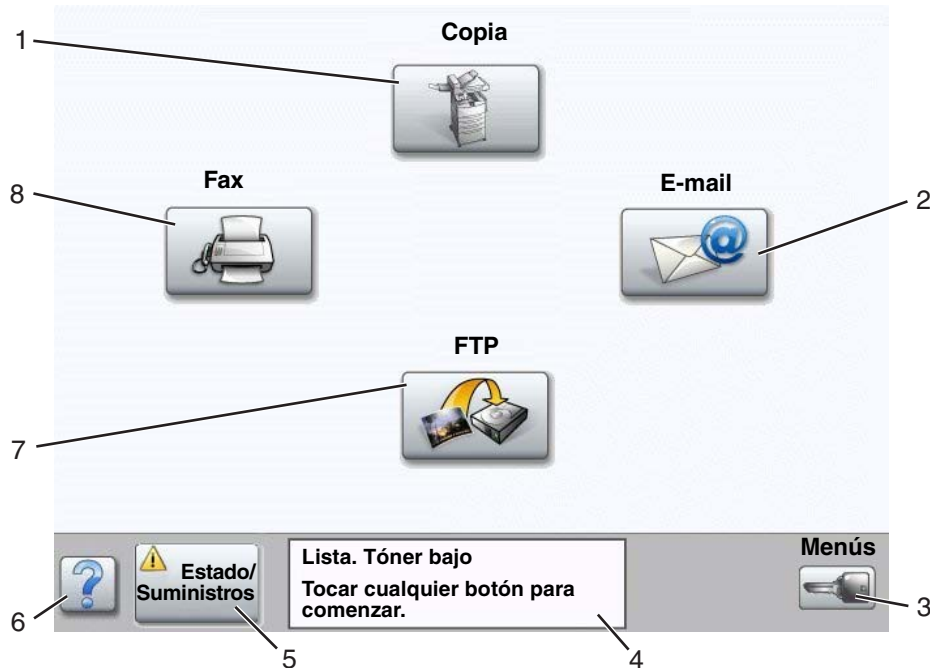 1
Copia
Fax
8
E-mail
2
FTP
7
Menús
Estado/
Suministros
Lista. Tóner bajo
Tocar cualquier botón para
comenzar.
6
5
4
3